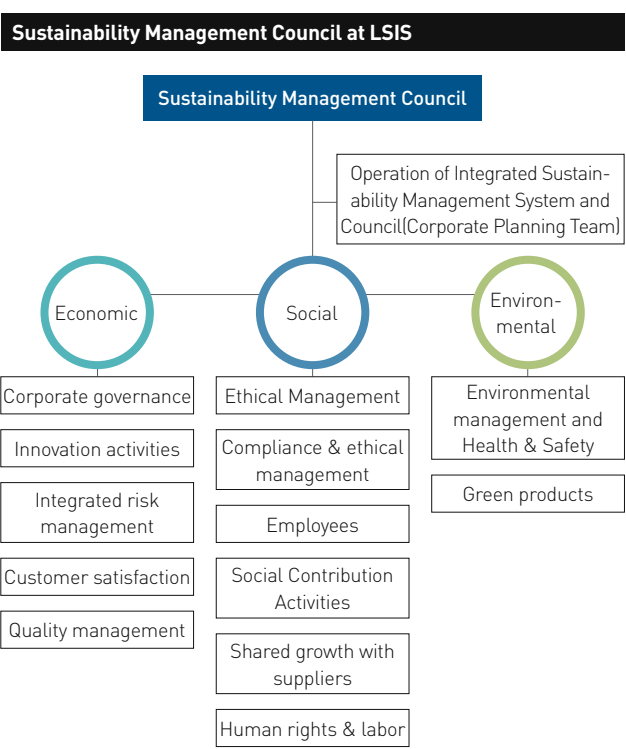 Sustainability Management Council at LSIS
Sustainability Management Council
Operation of Integrated Sustain-
ability Management System and
Council(Corporate Planning Team)
Economic
Social
Environ-
mental
Corporate governance
Innovation activities
Integrated risk
management
Customer satisfaction
Quality management
Ethical Management
Compliance & ethical
management
Employees
Social Contribution
Activities
Shared growth with
suppliers
Human rights & labor
Environmental
management and
Health & Safety
Green products